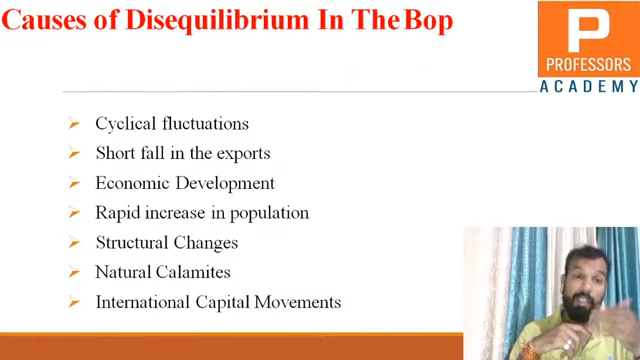 Causes of Disequilibrium In The Bop
P
PROFESSORS
ACADEMY
Cyclical fluctuations
Short fall in the exports
Economic Development
Rapid increase in population
Structural Changes
Natural Calamites
International Capital Movements